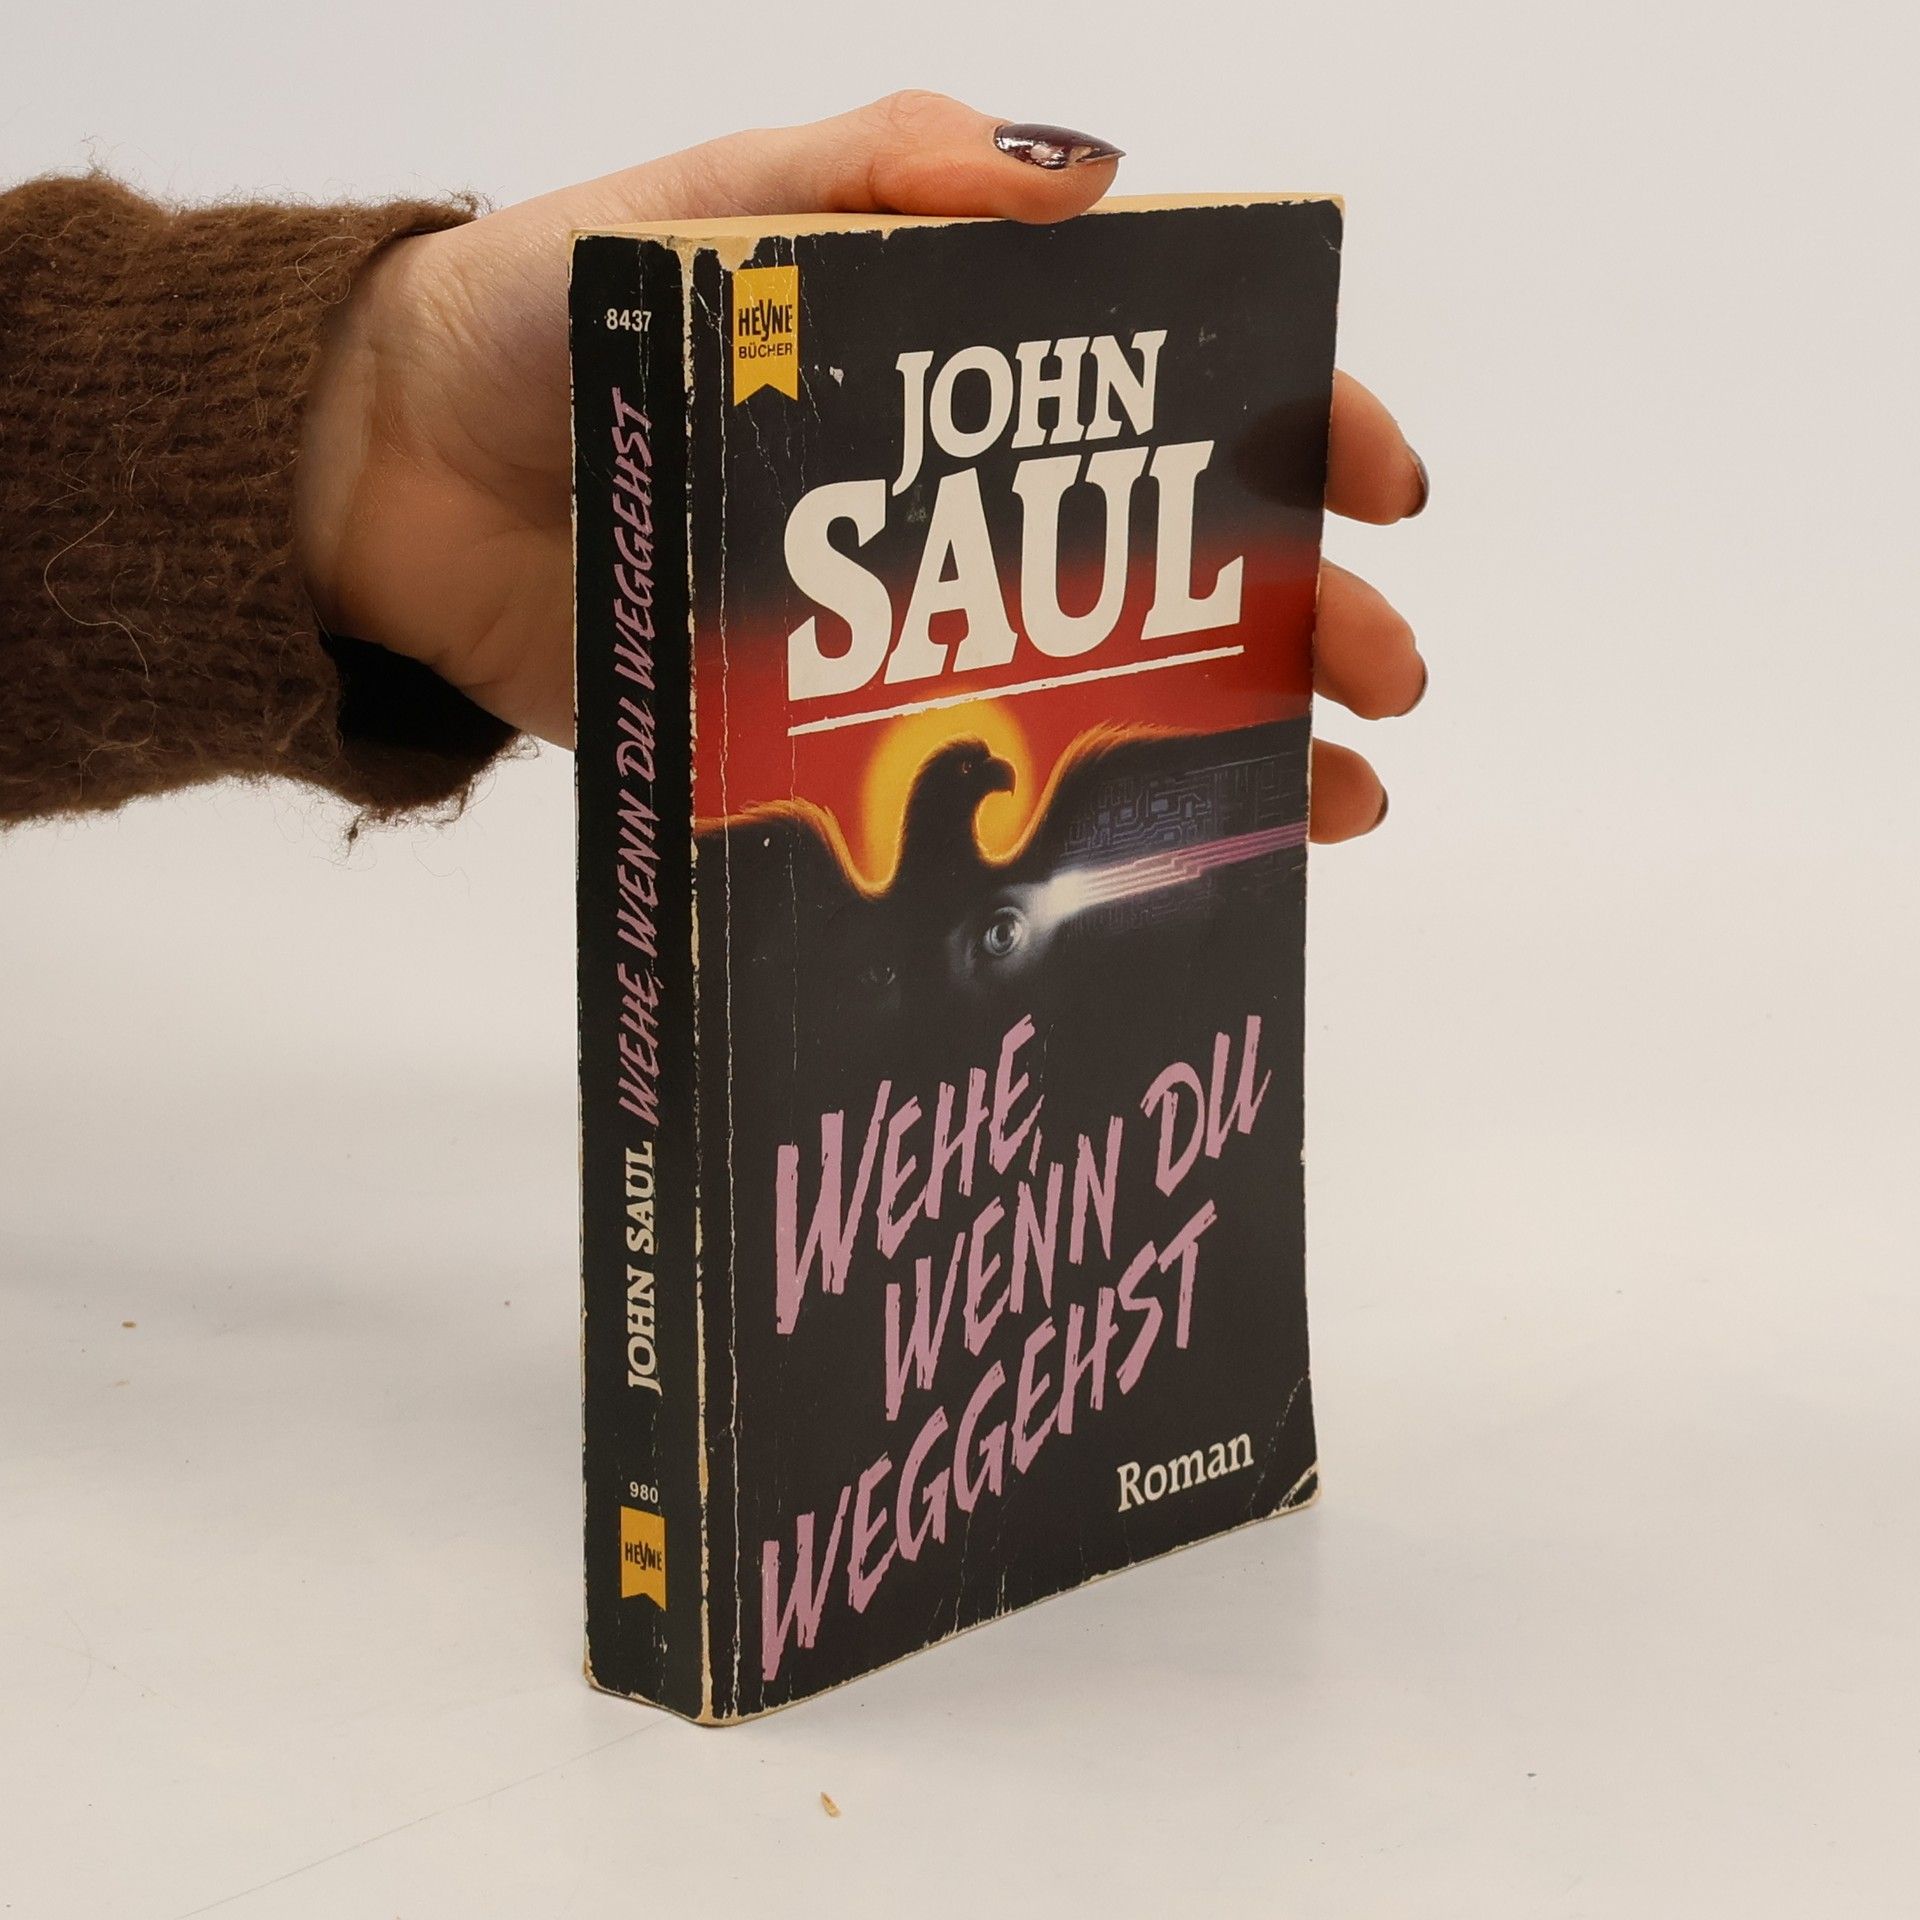 8437
WEHE, WENN DU WEGGEHST
JOHN SAUL
980
HEYNE
HEYNE
BÜCHER
JOHN
SAUL
WEHE,
WENN DU
WEGGEHST
Roman